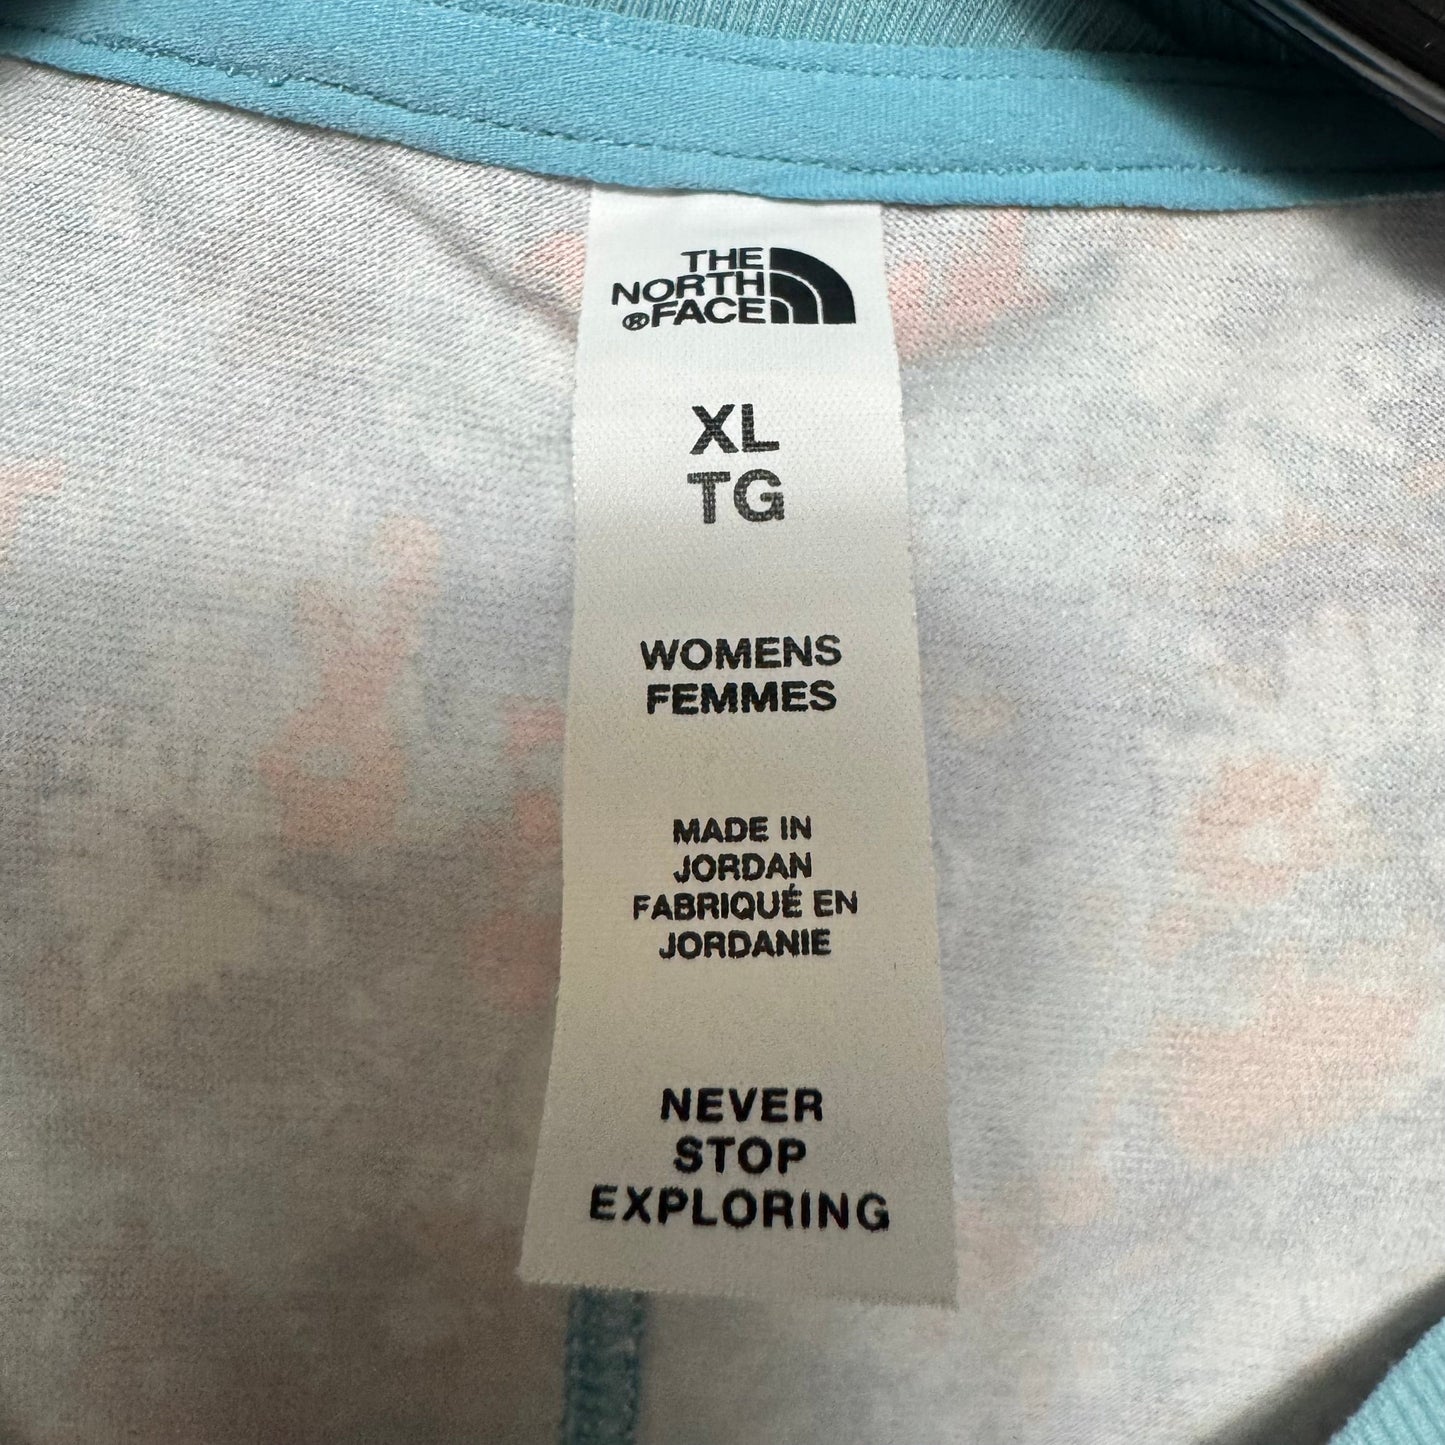 THE
NORTH
®FACE
XL
TG
WOMENS
FEMMES
MADE IN
JORDAN
FABRIQUÉ EN
JORDANIE
NEVER
STOP
EXPLORING